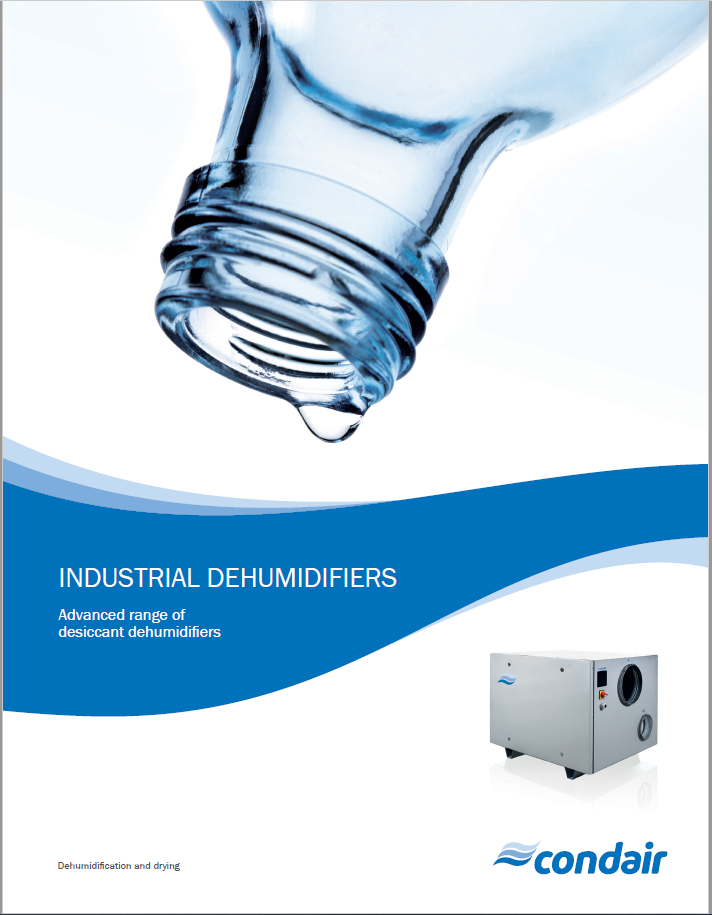 INDUSTRIAL DEHUMIDIFIERS
Advanced range of
desiccant dehumidifiers
Dehumidification and drying
condair